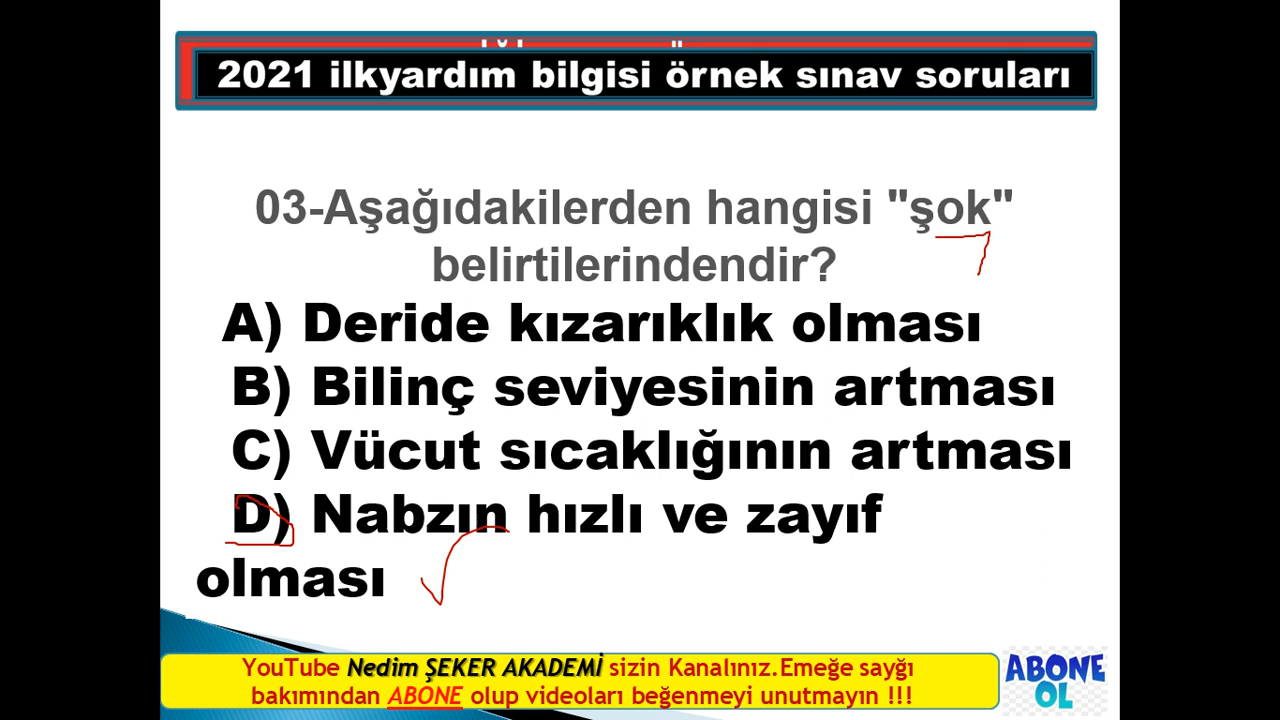 2021 ilkyardım bilgisi örnek sınav soruları
03-Aşağıdakilerden hangisi "şok"
belirtilerindendir?
A) Deride kızarıklık olması
B) Bilinç seviyesinin artması
C) Vücut sıcaklığının artması
D) Nabzın hızlı ve zayıf
olması
YouTube Nedim ŞEKER AKADEMİ sizin Kanalınız.Emeğe sayğı
bakımından ABONE olup videoları beğenmeyi unutmayın !!!
ABONE
OL